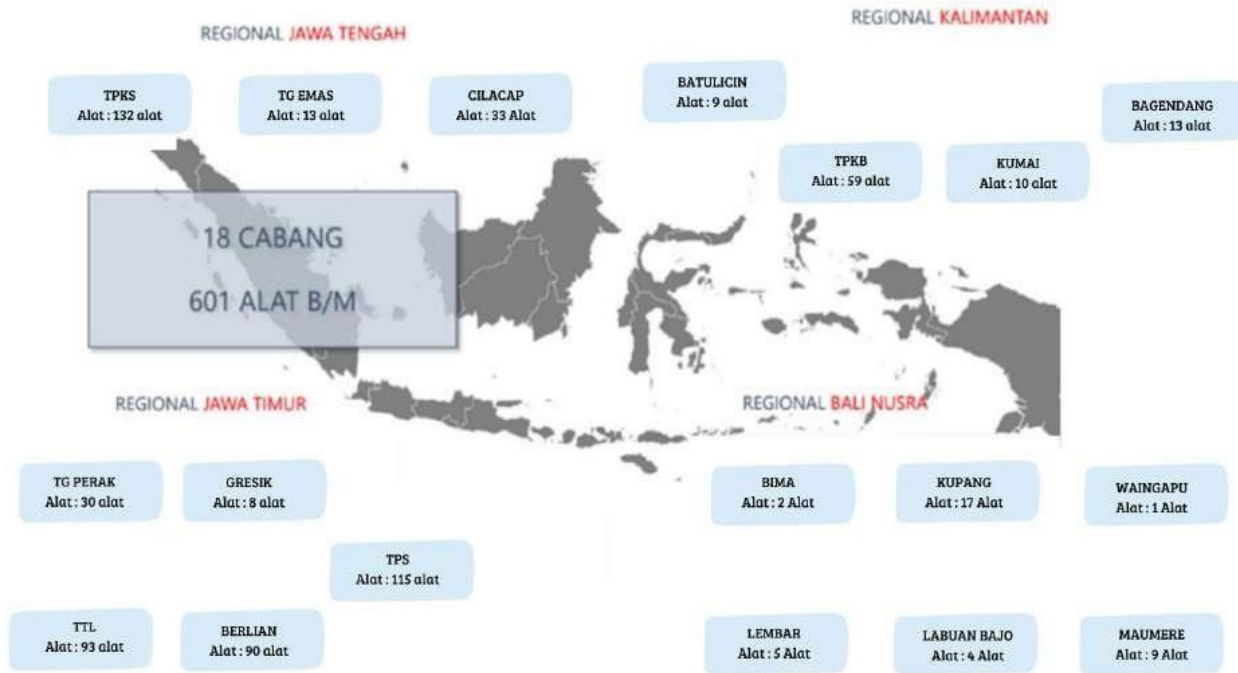 REGIONAL JAWA TENGAH
REGIONAL KALIMANTAN
TPKS
Alat : 132 alat
TG EMAS
Alat : 13 alat
CILACAP
Alat : 33 Alat
BATULICIN
Alat : 9 alat
BAGENDANG
Alat : 13 alat
TPKB
Alat : 59 alat
KUMAI
Alat : 10 alat
18 CABANG
601 ALAT B/M
REGIONAL JAWA TIMUR
REGIONAL BALI NUSRA
TG PERAK
Alat : 30 alat
GRESIK
Alat : 8 alat
TPS
Alat : 115 alat
TTL
Alat : 93 alat
BERLIAN
Alat : 90 alat
BIMA
Alat : 2 Alat
KUPANG
Alat : 17 Alat
WAINGAPU
Alat : 1 Alat
LEMBAR
Alat : 5 Alat
LABUAN BAJO
Alat : 4 Alat
MAUMERE
Alat : 9 Alat